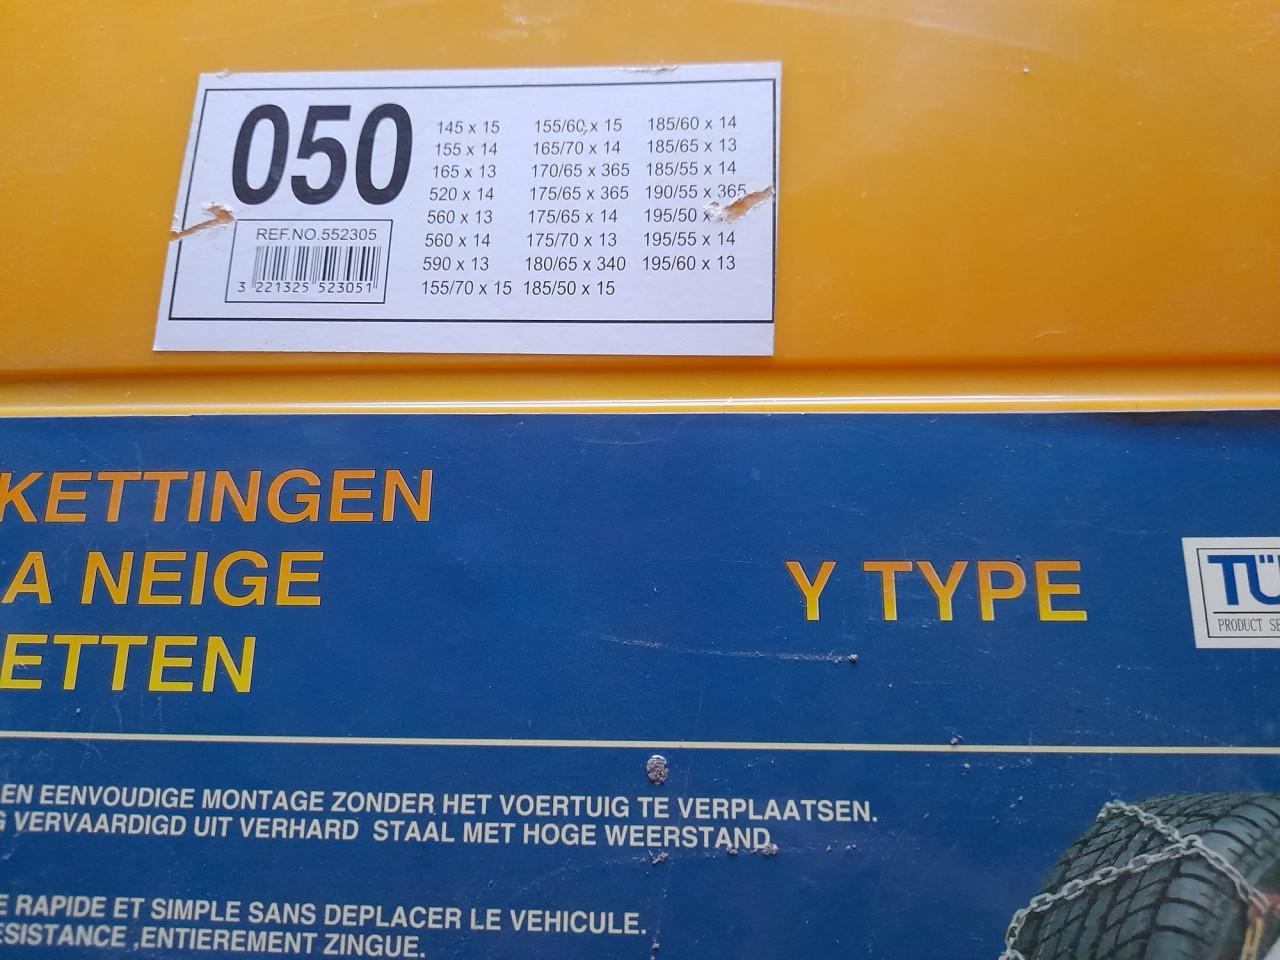 050
REF.NO.552305
3 221325 523051
145 x 15 155/60 x 15 185/60 x 14
155 x 14 165/70 x 14 185/65 x 13
165 x 13 170/65 x 365 185/55 x 14
520 x 14 175/65 x 365 190/55 x 365
560 x 13 175/65 x 14 195/50 x
560 x 14 175/70 x 13 195/55 x 14
590 x 13 180/65 x 340 195/60 x 13
155/70 x 15 185/50 x 15
KETTINGEN
A NEIGE
ETTEN
Y TYPE
TÜ
PRODUCT SE
EN EENVOUDIGE MONTAGE ZONDER HET VOERTUIG TE VERPLAATSEN.
G VERVAARDIGD UIT VERHARD STAAL MET HOGE WEERSTAND
E RAPIDE ET SIMPLE SANS DEPLACER LE VEHICULE.
ESISTANCE ,ENTIEREMENT ZINGUE.